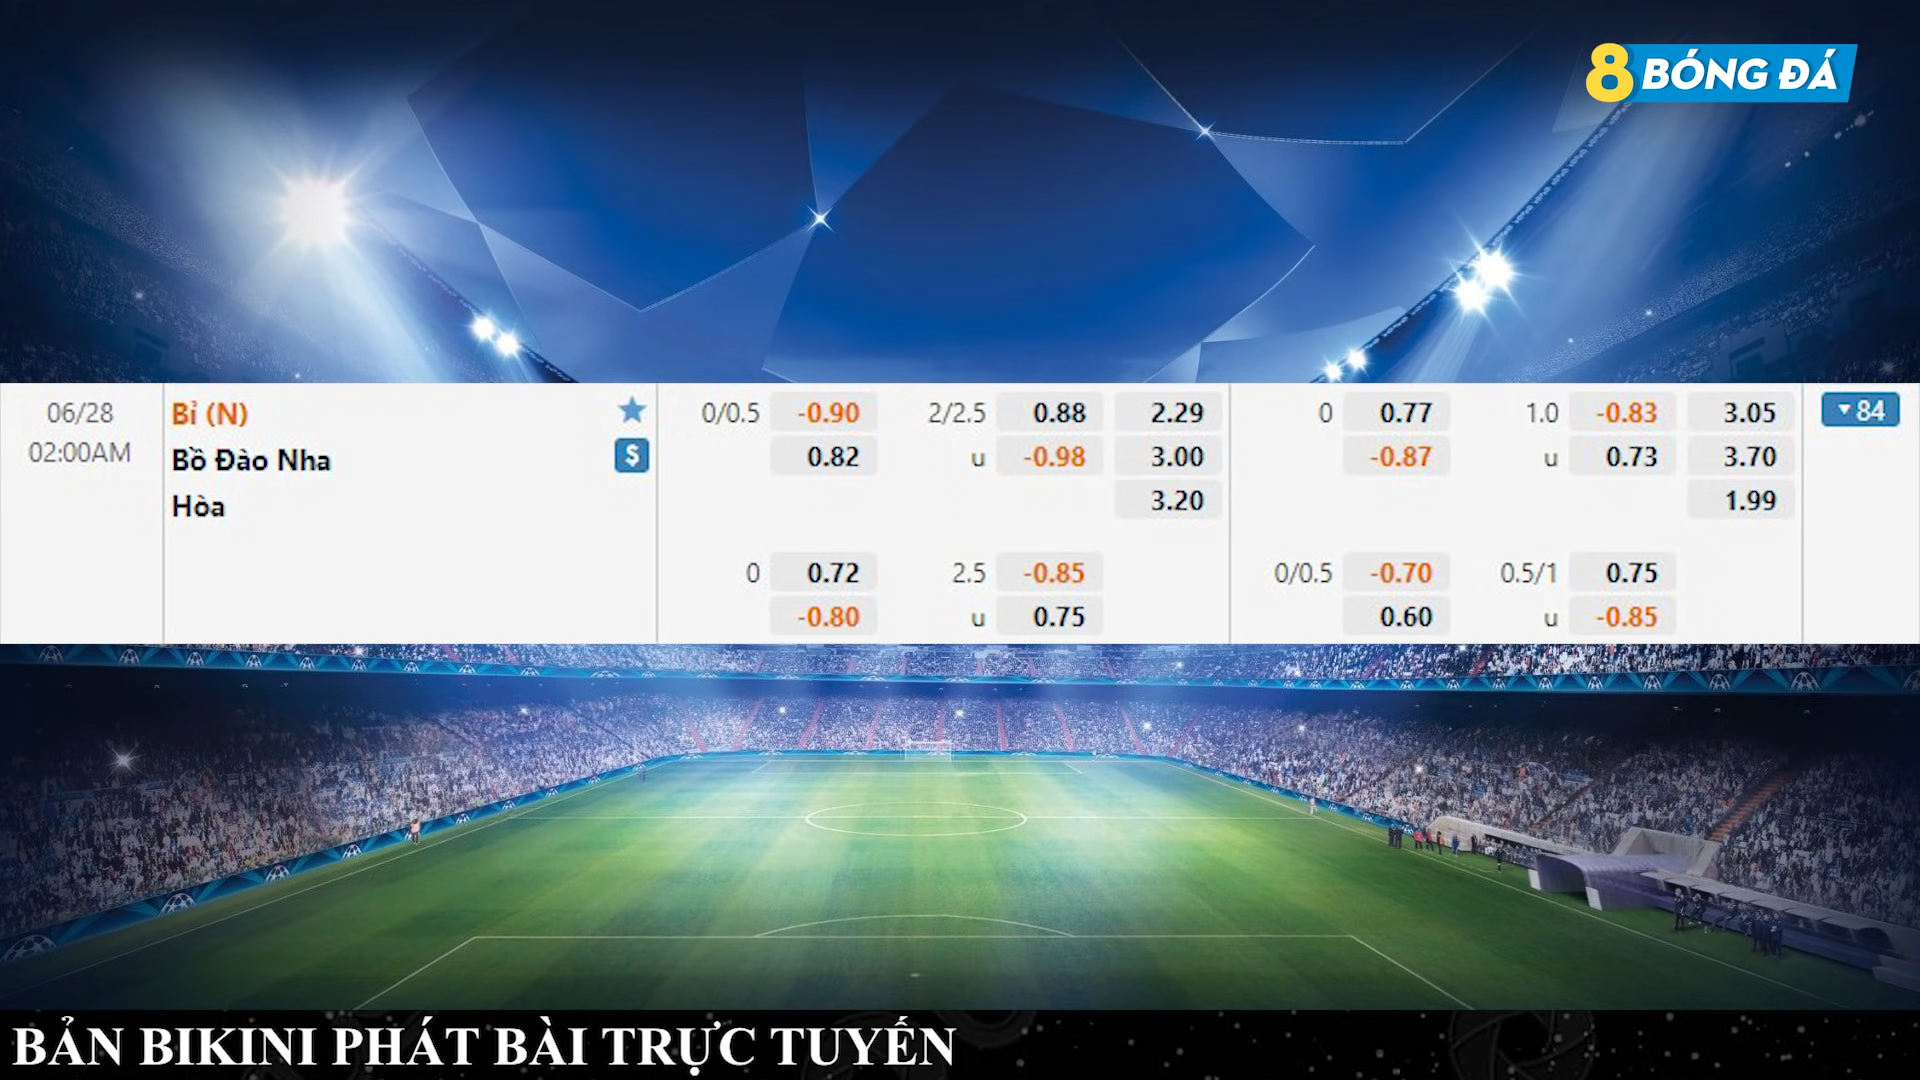 8 BÓNG ĐÁ
06/28 Bỉ (N) 0/0.5 -0.90 2/2.5 0.88 2.29 0 0.77 1.0 -0.83 3.05 84
02:00AM Bồ Đào Nha $ 0.82 u -0.98 3.00 -0.87 u 0.73 3.70
Hòa 3.20 1.99
0 0.72 2.5 -0.85 0/0.5 -0.70 0.5/1 0.75
-0.80 u 0.75 0.60 u -0.85
BẢN BIKINI PHÁT BÀI TRỰC TUYẾN